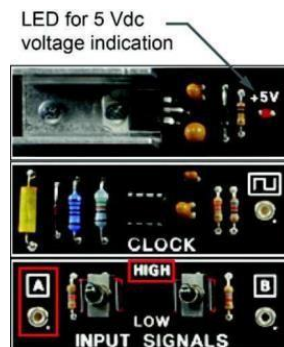 LED for 5 Vdc
voltage indication
+5V
CLOCK
HIGH
A
B
LOW
INPUT SIGNALS